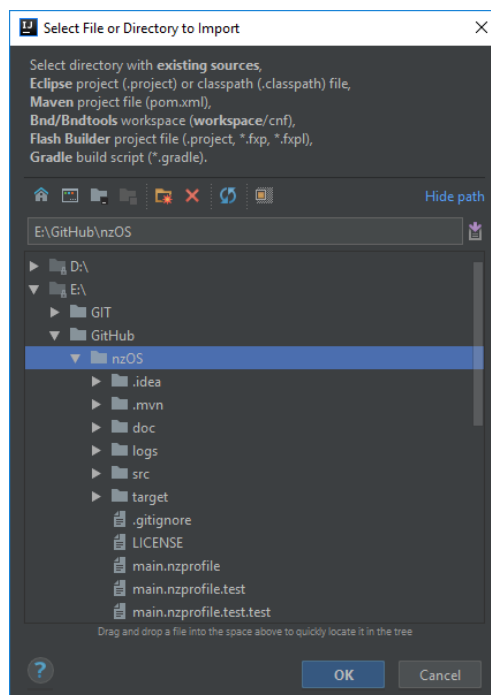 IJ
Select File or Directory to Import
Select directory with existing sources,
Eclipse project (.project) or classpath (.classpath) file,
Maven project file (pom.xml),
Bnd/Bndtools workspace (workspace/cnf),
Flash Builder project file (.project, *.fxp, *.fxpl),
Gradle build script (*.gradle).
Hide path
E:\GitHub\nzOS
D:\
E:\
GIT
GitHub
nzOS
.idea
.mvn
doc
logs
src
target
.gitignore
LICENSE
main.nzprofile
main.nzprofile.test
main.nzprofile.test.test
Drag and drop a file into the space above to quickly locate it in the tree
?
OK
Cancel